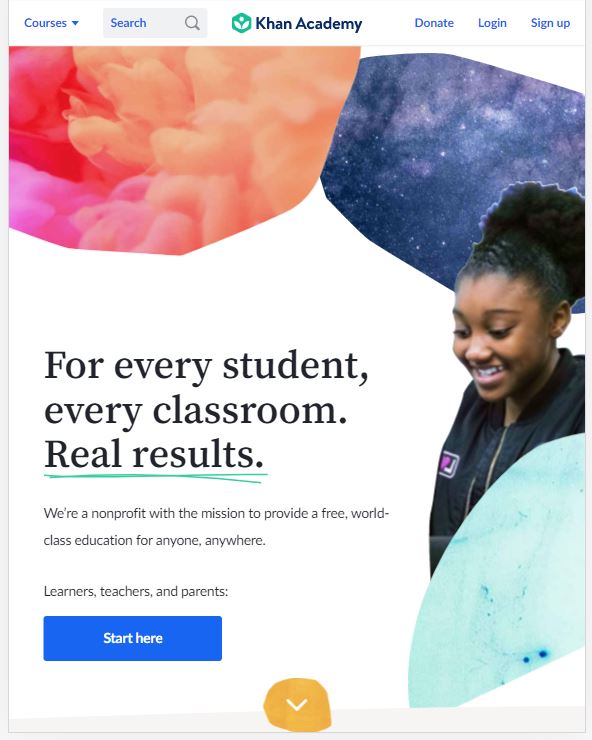 Courses Search Khan Academy Donate Login Sign up
For every student,
every classroom.
Real results.
We're a nonprofit with the mission to provide a free, world-
class education for anyone, anywhere.
Learners, teachers, and parents:
Start here